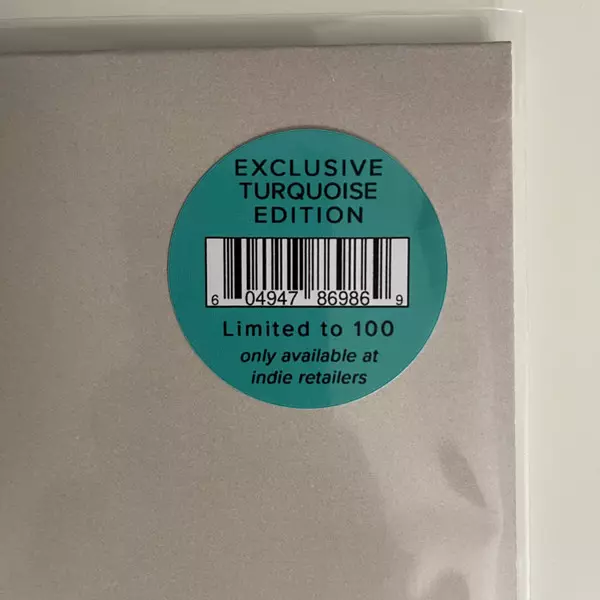 EXCLUSIVE
TURQUOISE
EDITION
6 04947 86986 9
Limited to 100
only available at
indie retailers